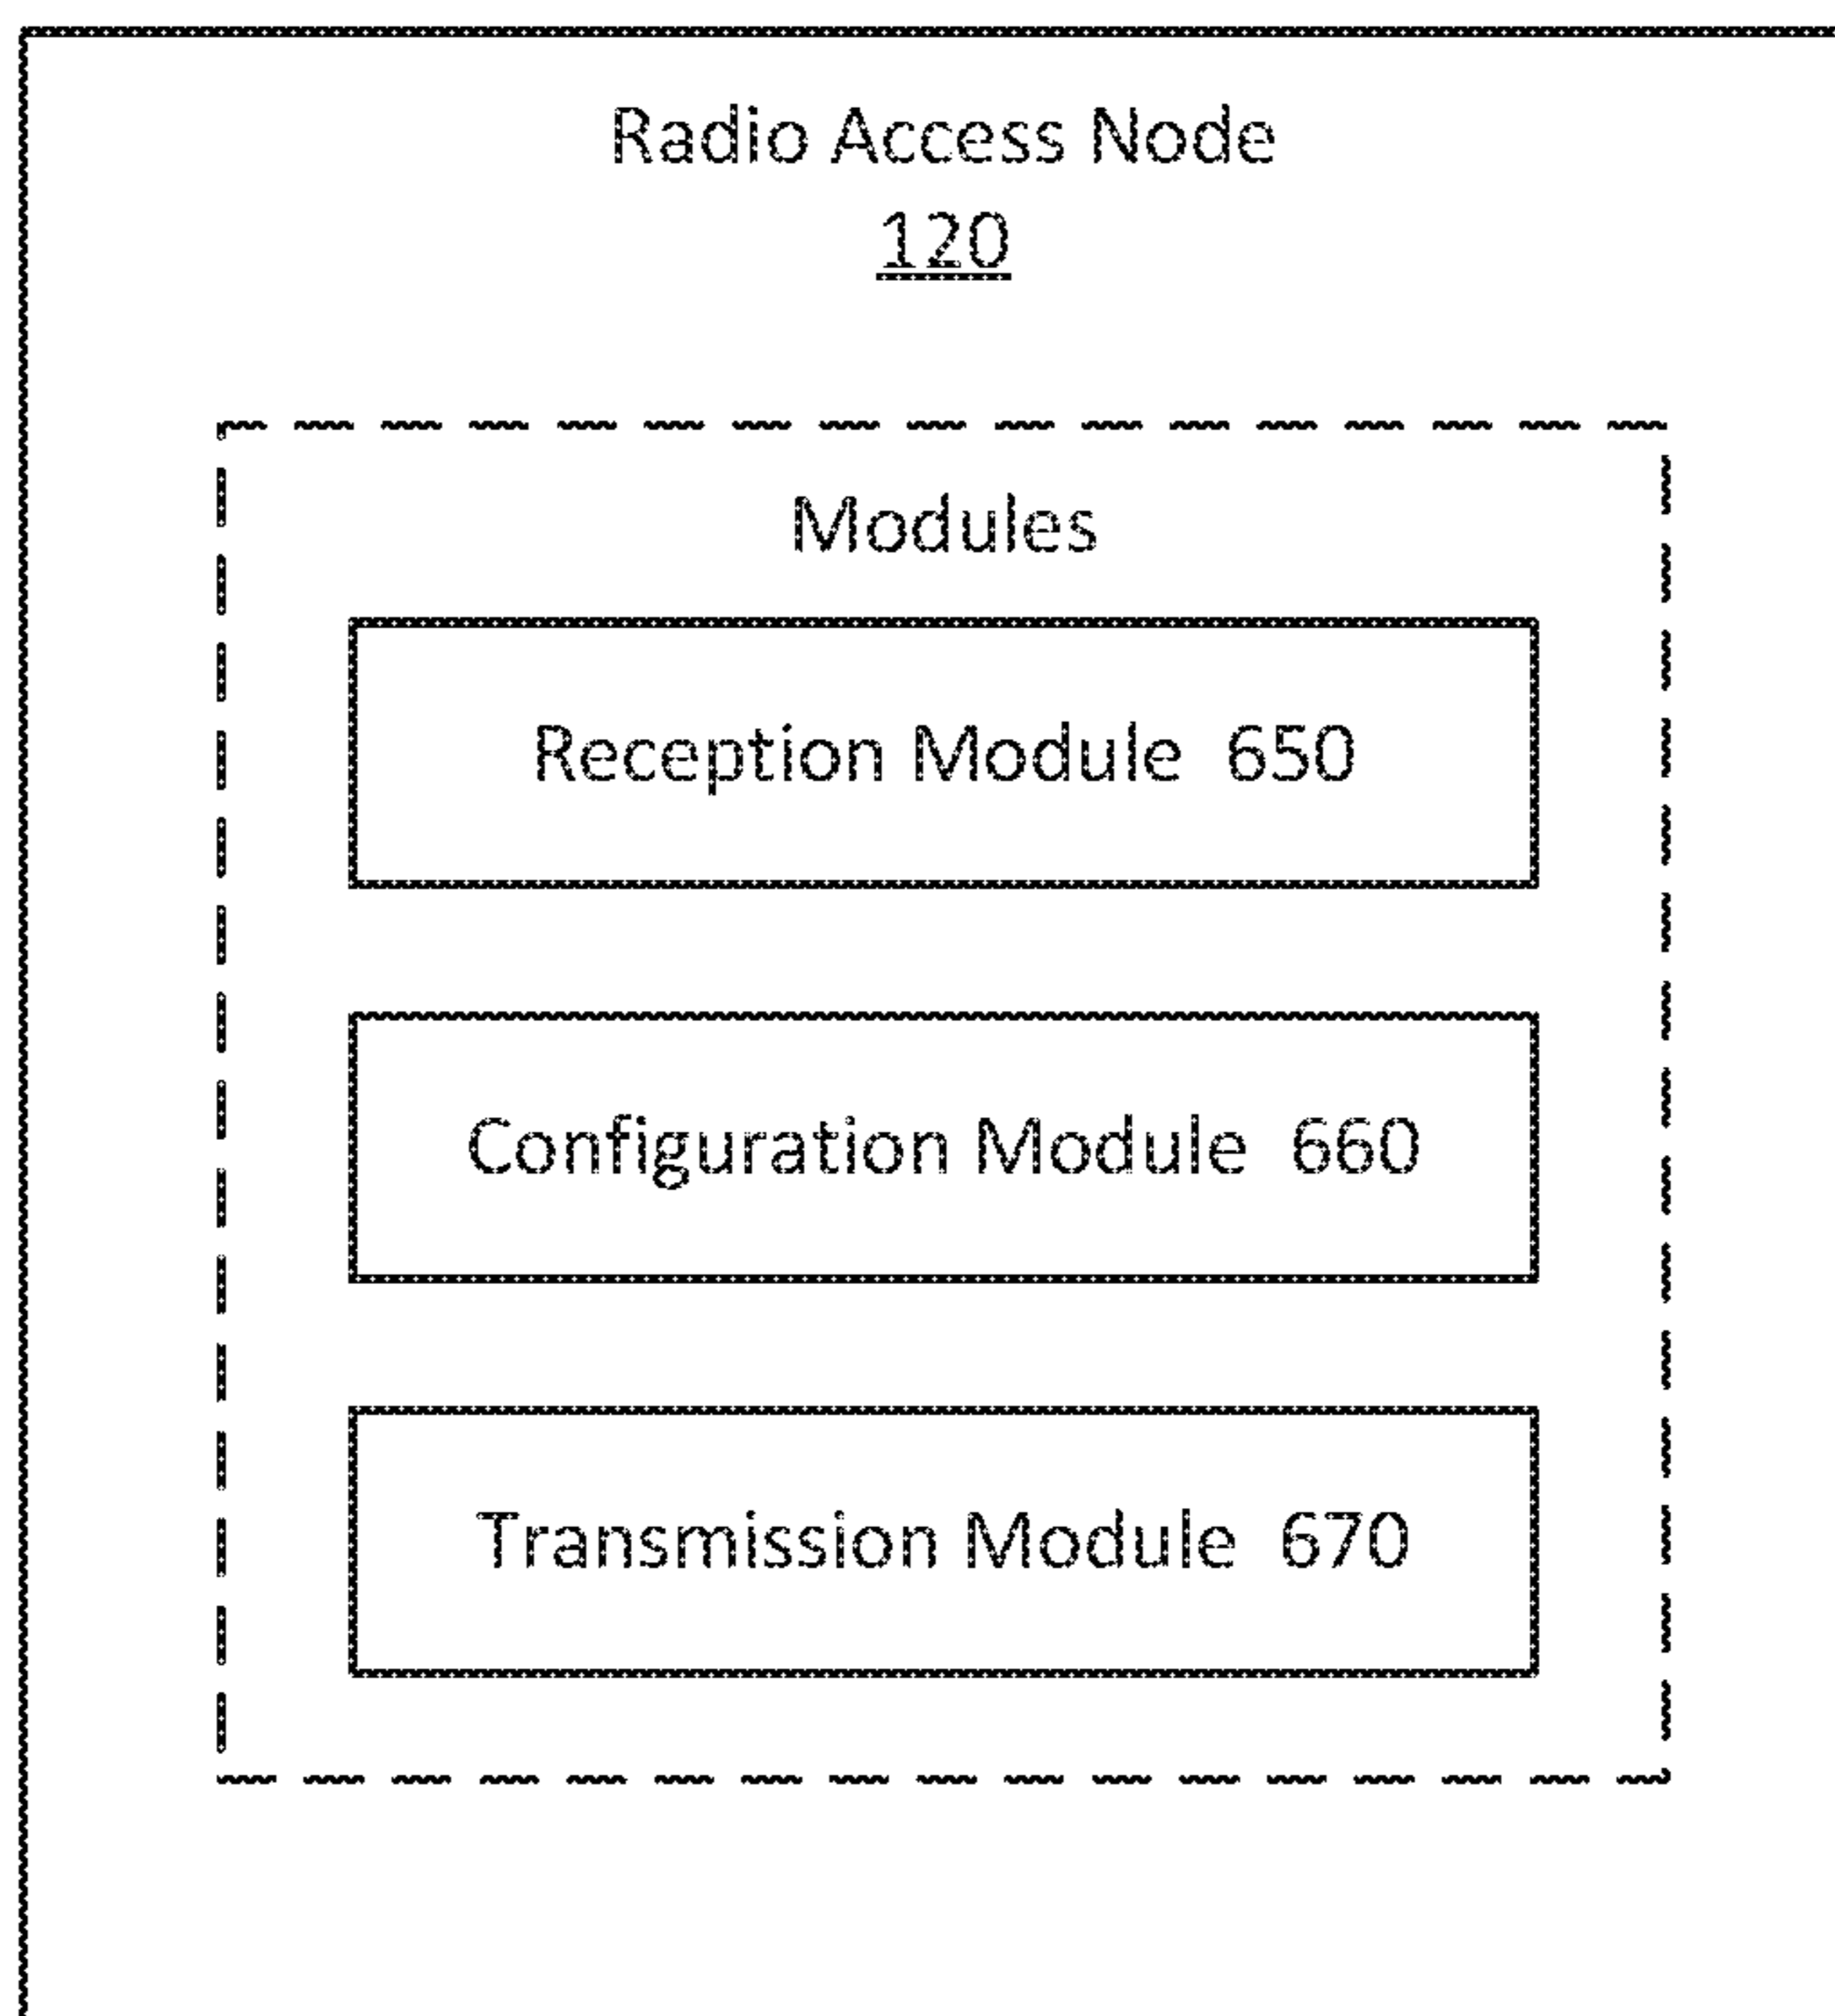 Radio Access Node
120
Modules
Reception Module 650
Configuration Module 660
Transmission Module 670